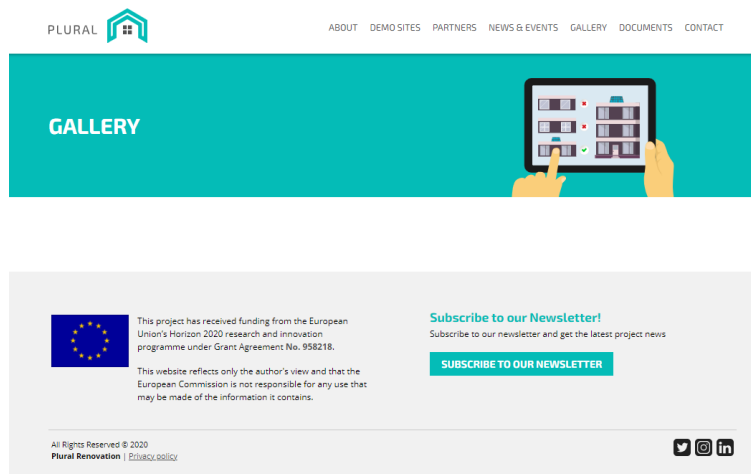 PLURAL
ABOUT DEMO SITES PARTNERS NEWS & EVENTS GALLERY DOCUMENTS CONTACT
GALLERY
This project has received funding from the European
Union's Horizon 2020 research and innovation
programme under Grant Agreement No. 958218.
This website reflects only the author's view and that the
European Commission is not responsible for any use that
may be made of the information it contains.
Subscribe to our Newsletter!
Subscribe to our newsletter and get the latest project news
SUBSCRIBE TO OUR NEWSLETTER
All Rights Reserved © 2020
Plural Renovation | Privacy policy